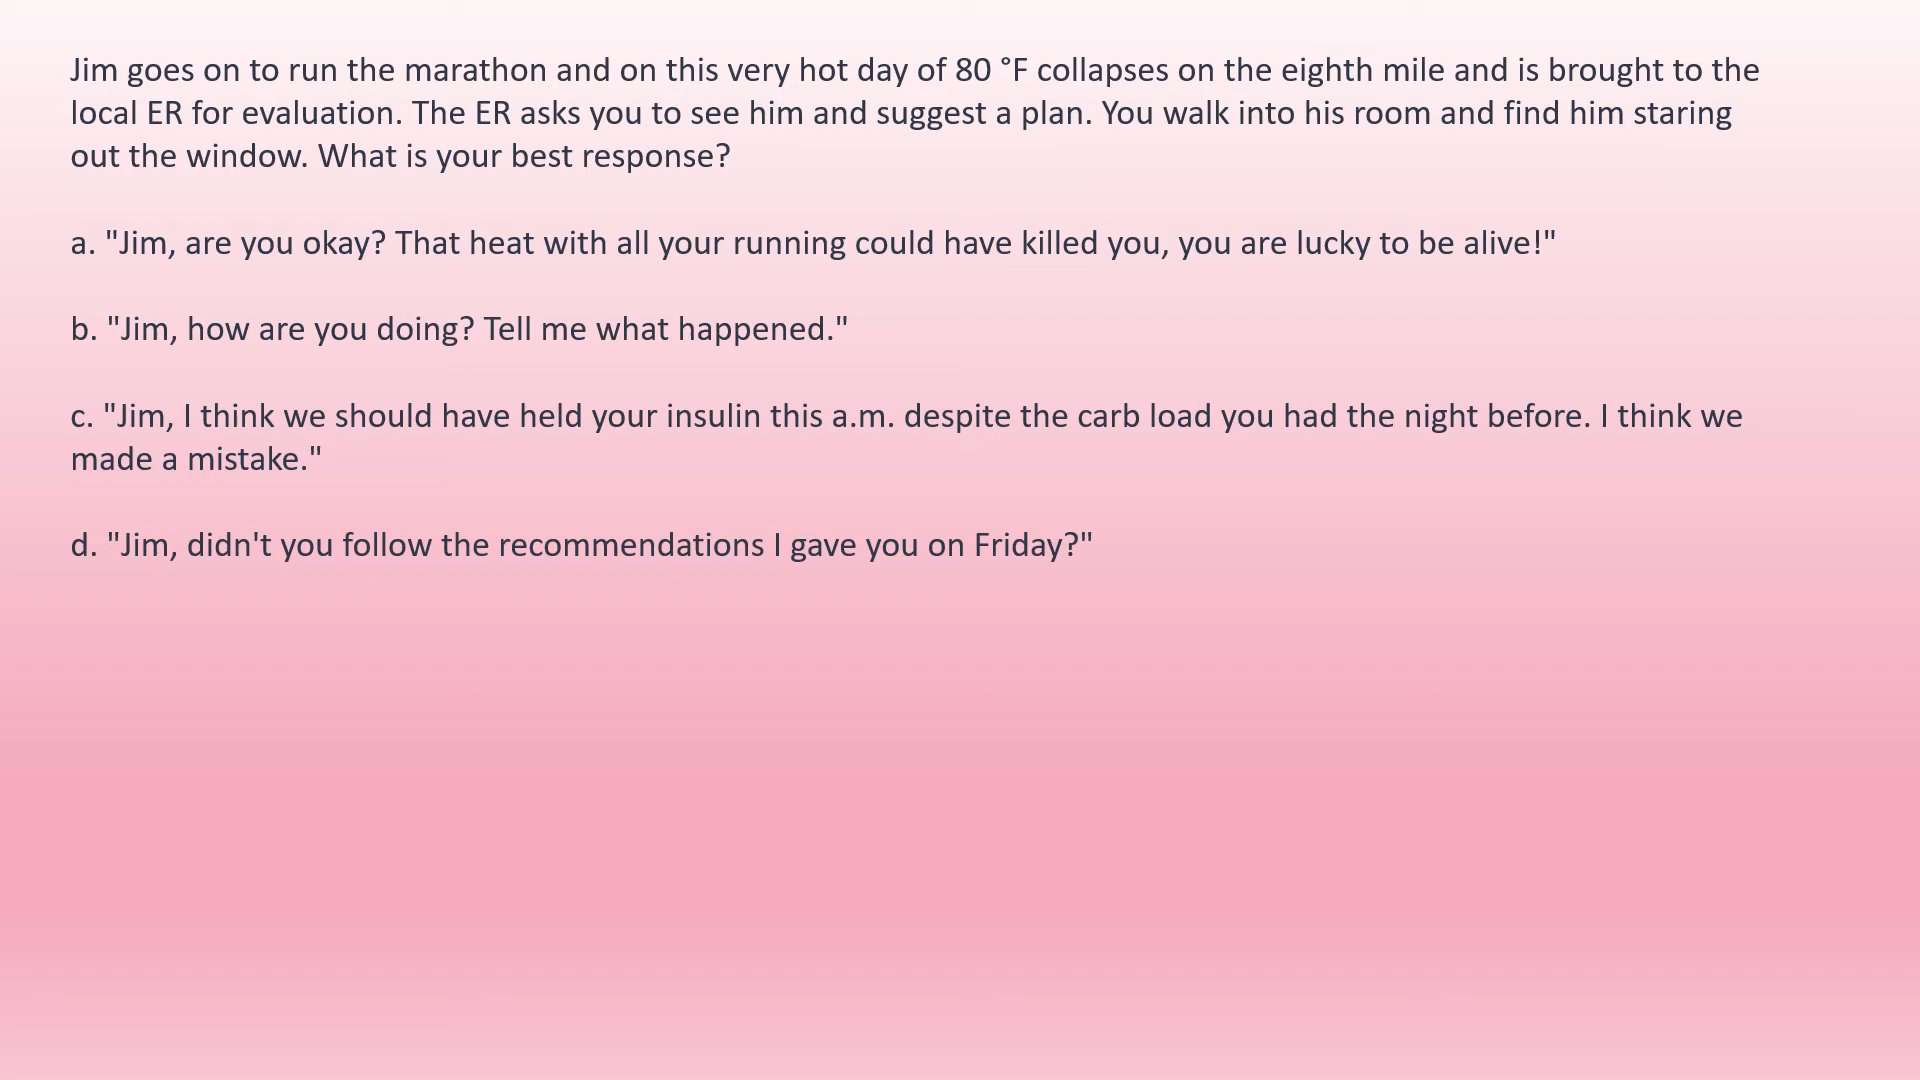 Jim goes on to run the marathon and on this very hot day of 80 °F collapses on the eighth mile and is brought to the
local ER for evaluation. The ER asks you to see him and suggest a plan. You walk into his room and find him staring
out the window. What is your best response?
a. "Jim, are you okay? That heat with all your running could have killed you, you are lucky to be alive!"
b. "Jim, how are you doing? Tell me what happened."
c. "Jim, I think we should have held your insulin this a.m. despite the carb load you had the night before. I think we
made a mistake."
d. "Jim, didn't you follow the recommendations I gave you on Friday?"